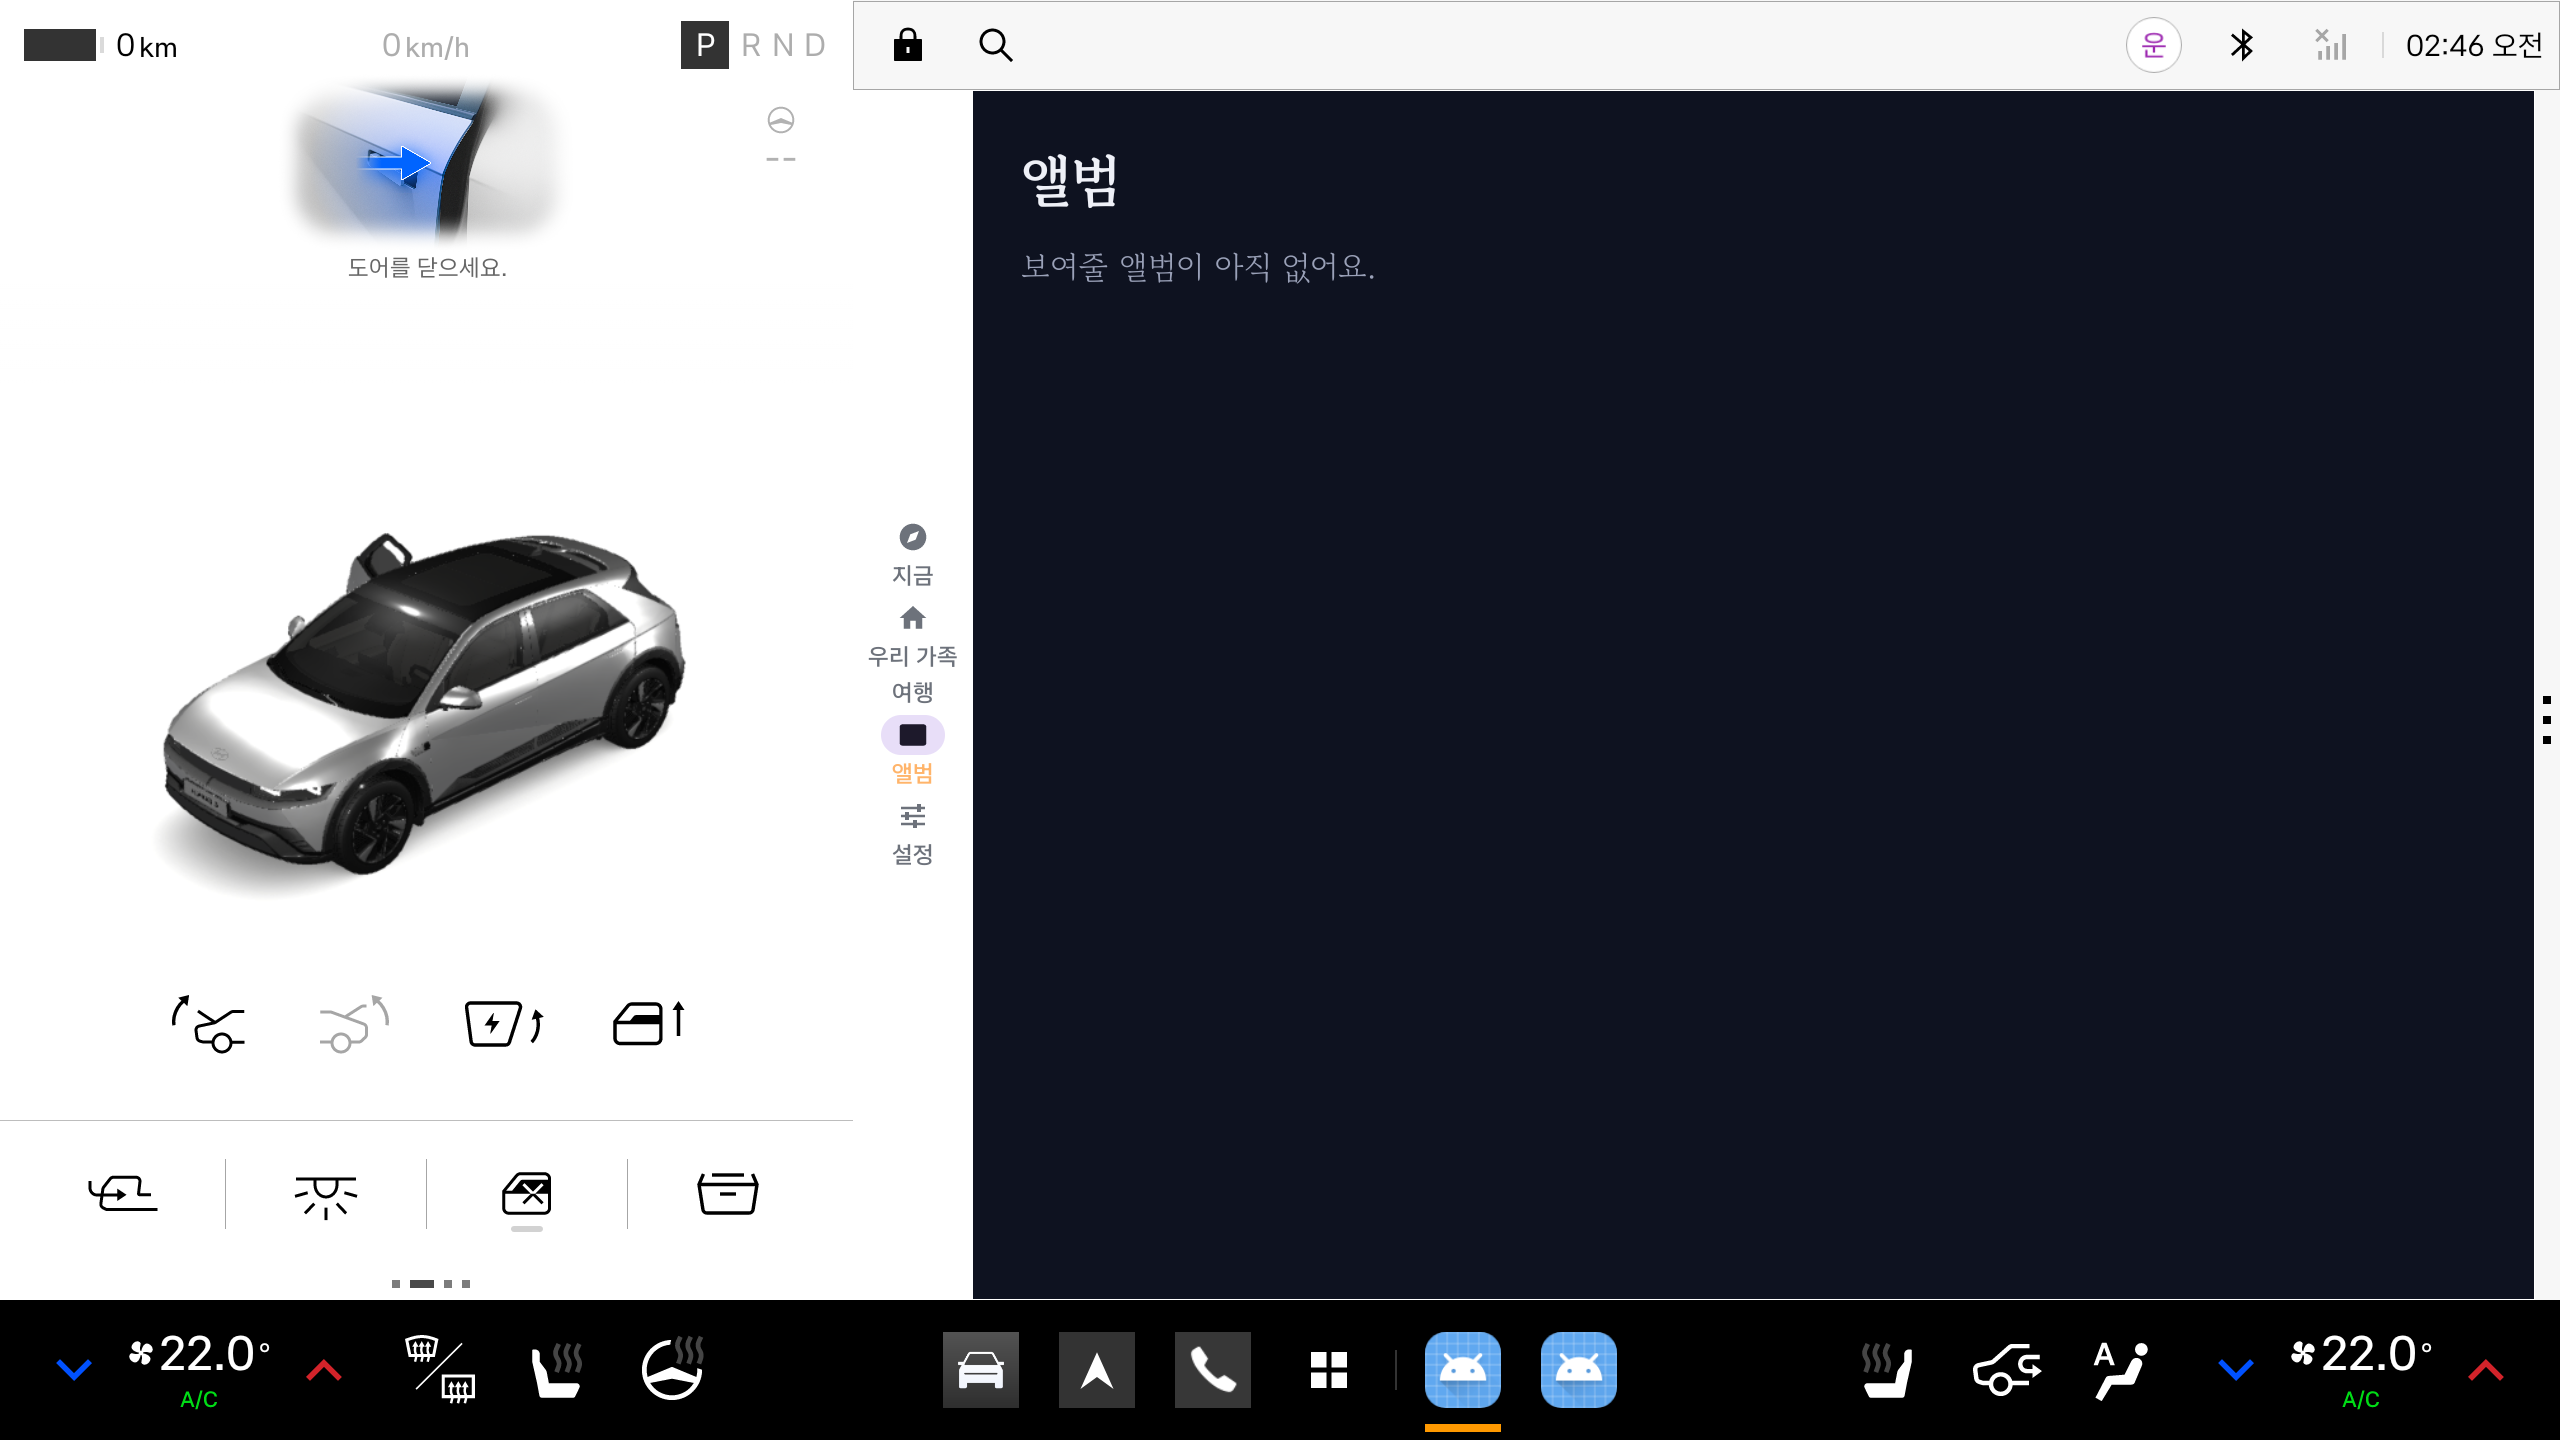 0 km
0 km/h
P R N D
운
02:46 오전
도어를 닫으세요.
앨범
보여줄 앨범이 아직 없어요.
지금
우리 가족
여행
앨범
설정
22.0°
A/C
A
22.0°
A/C